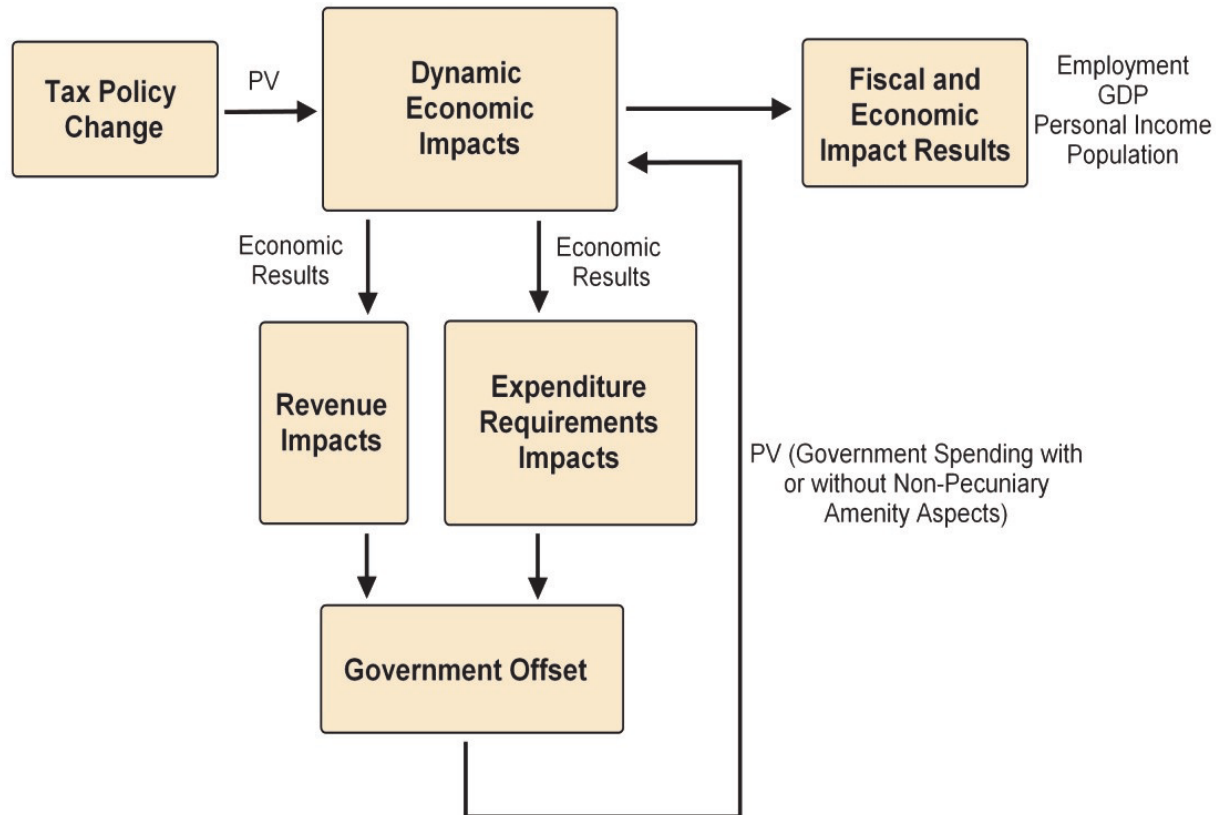 Tax Policy
Change
PV
Dynamic
Economic
Impacts
Fiscal and
Economic
Impact Results
Employment
GDP
Personal Income
Population
Economic
Results
Economic
Results
Revenue
Impacts
Expenditure
Requirements
Impacts
PV (Government Spending with
or without Non-Pecuniary
Amenity Aspects)
Government Offset